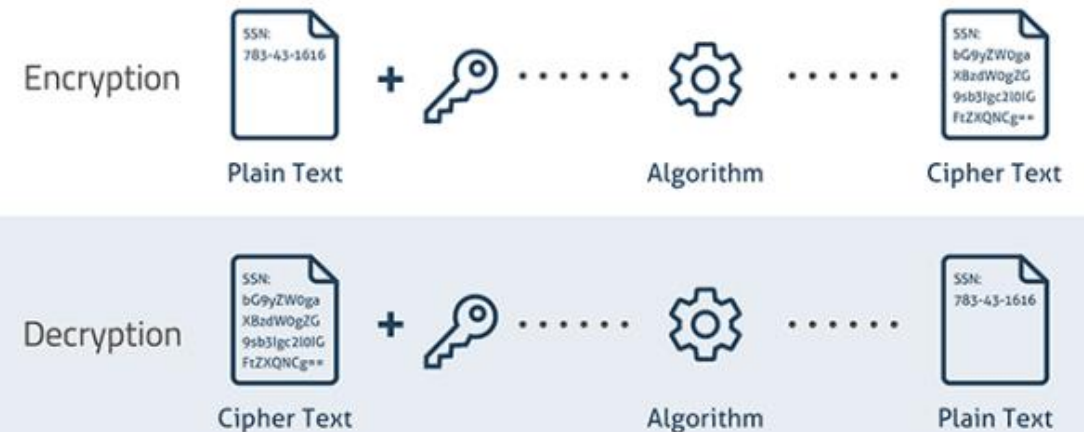 SSN:
783-43-1616
Encryption
+
Plain Text
Algorithm
SSN:
bG9yZW0ga
XBzdW0gZG
9sb3Igc2l0IG
FtZXQNCg==
Cipher Text
Decryption
SSN:
bG9yZW0ga
XBzdW0gZG
9sb3Igc2l0IG
FtZXQNCg==
+
Cipher Text
Algorithm
SSN:
783-43-1616
Plain Text